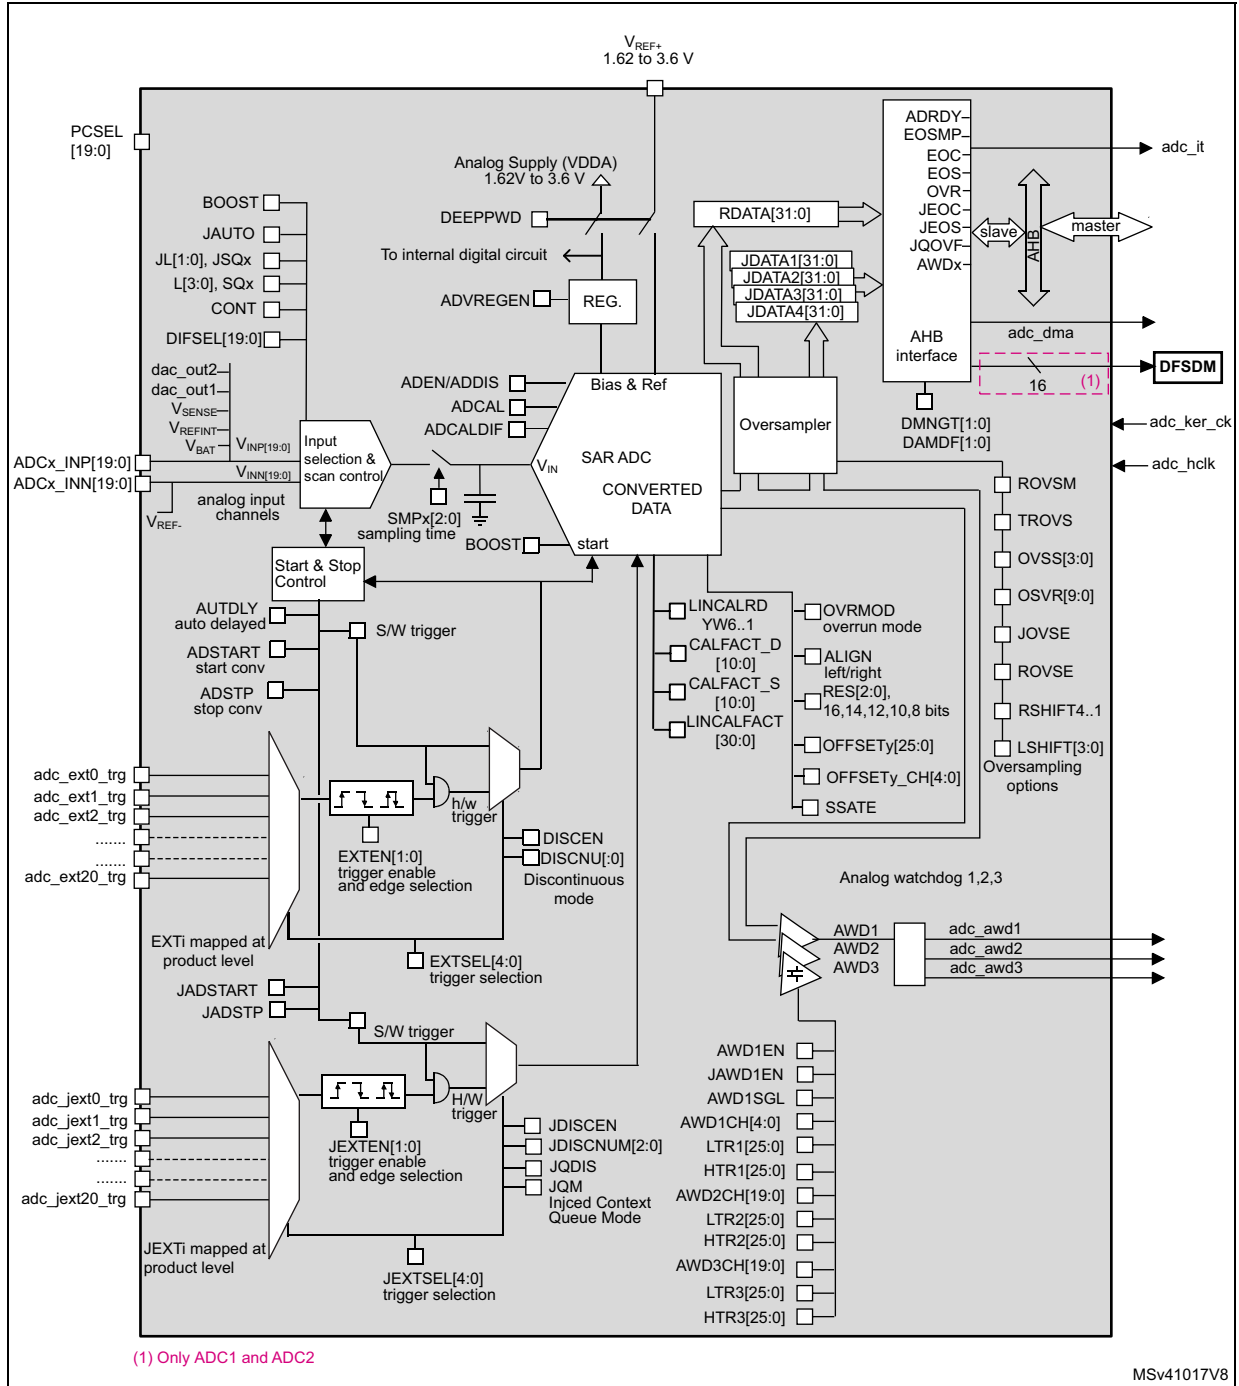 VREF+
1.62 to 3.6 V
PCSEL
[19:0]
BOOST
JAUTO
JL[1:0], JSQx
L[3:0], SQx
CONT
DIFSEL[19:0]
Analog Supply (VDDA)
1.62V to 3.6 V
DEEPPWD
To internal digital circuit
ADVREGEN
REG.
RDATA[31:0]
JDATA1[31:0]
JDATA2[31:0]
JDATA3[31:0]
JDATA4[31:0]
ADRDY
EOSMP
EOC
EOS
OVR
JEOC
JEOS
JQOVF
AWDx
AHB
interface
slave
AHB
master
adc_it
adc_dma
16
(1)
DFSDM
DMNGT[1:0]
DAMDF[1:0]
adc_ker_ck
adc_hclk
dac_out2
dac_out1
VSENSE
VREFINT
VBAT
VINP[19:0]
VINN[19:0]
ADCx_INP[19:0]
ADCx_INN[19:0]
VREF-
analog input
channels
Input
selection &
scan control
SMPx[2:0]
sampling time
ADEN/ADDIS
ADCAL
ADCALDIF
Bias & Ref
VIN
SAR ADC
CONVERTED
DATA
BOOST
start
Oversampler
ROVSM
TROVS
OVSS[3:0]
OSVR[9:0]
JOVSE
ROVSE
RSHIFT4..1
LSHIFT[3:0]
Oversampling
options
Start & Stop
Control
AUTDLY
auto delayed
ADSTART
start conv
ADSTP
stop conv
S/W trigger
LINCALRD
YW6..1
CALFACT_D
[10:0]
CALFACT_S
[10:0]
LINCALFACT
[30:0]
OVRMOD
overrun mode
ALIGN
left/right
RES[2:0],
16,14,12,10,8 bits
OFFSETy[25:0]
OFFSETy_CH[4:0]
SSATE
adc_ext0_trg
adc_ext1_trg
adc_ext2_trg
.......
.......
adc_ext20_trg
h/w
trigger
EXTEN[1:0]
trigger enable
and edge selection
DISCEN
DISCNU[:0]
Discontinuous
mode
EXTi mapped at
product level
EXTSEL[4:0]
trigger selection
Analog watchdog 1,2,3
AWD1
AWD2
AWD3
adc_awd1
adc_awd2
adc_awd3
JADSTART
JADSTP
S/W trigger
adc_jext0_trg
adc_jext1_trg
adc_jext2_trg
.......
.......
adc_jext20_trg
H/W
trigger
JEXTEN[1:0]
trigger enable
and edge selection
JDISCEN
JDISCNUM[2:0]
JQDIS
JQM
Injced Context
Queue Mode
JEXTi mapped at
product level
JEXTSEL[4:0]
trigger selection
AWD1EN
JAWD1EN
AWD1SGL
AWD1CH[4:0]
LTR1[25:0]
HTR1[25:0]
AWD2CH[19:0]
LTR2[25:0]
HTR2[25:0]
AWD3CH[19:0]
LTR3[25:0]
HTR3[25:0]
(1) Only ADC1 and ADC2
MSv41017V8